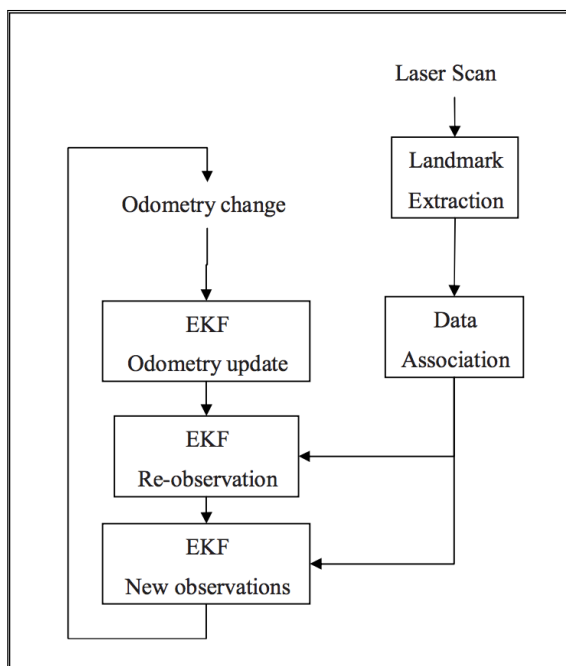 Laser Scan
Landmark
Extraction
Odometry change
EKF
Odometry update
Data
Association
EKF
Re-observation
EKF
New observations